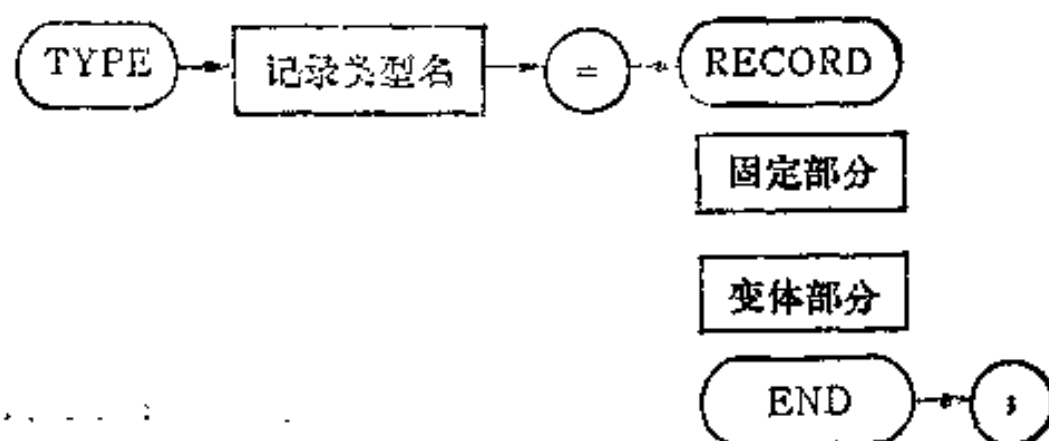 TYPE 记录类型名 = RECORD
固定部分
变体部分
END ;